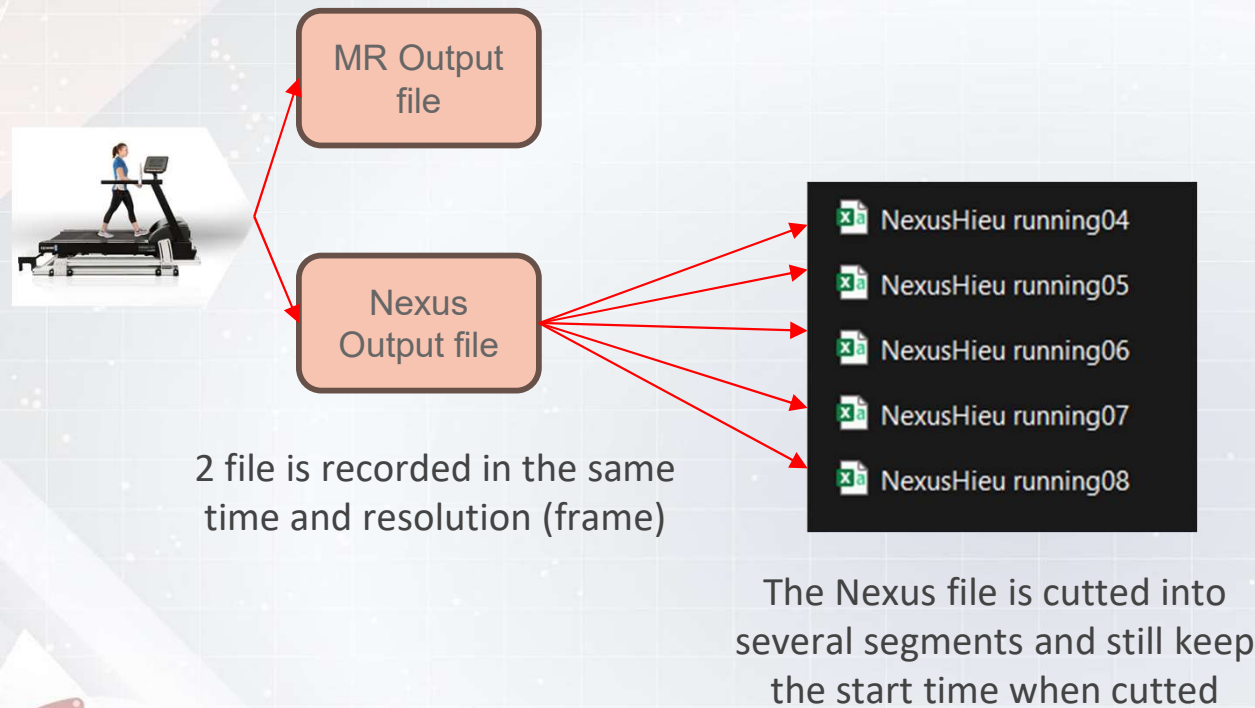 MR Output
file
Nexus
Output file
2 file is recorded in the same
time and resolution (frame)
NexusHieu running04
NexusHieu running05
NexusHieu running06
NexusHieu running07
NexusHieu running08
The Nexus file is cutted into
several segments and still keep
the start time when cutted